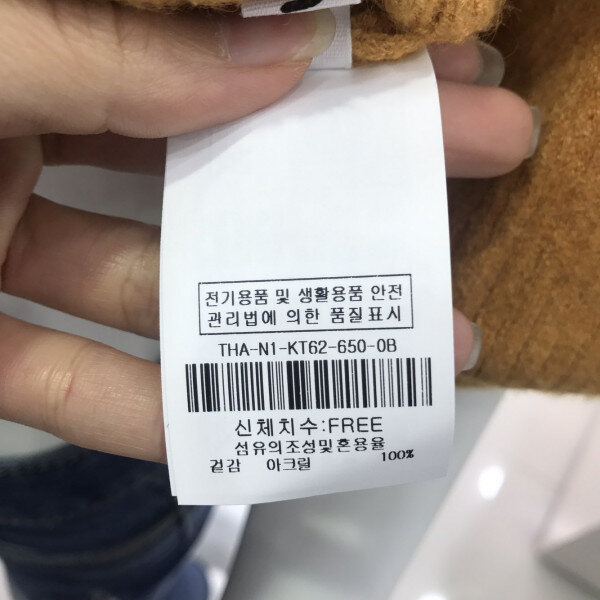 전기용품 및 생활용품 안전
관리법에 의한 품질표시
THA-N1-KT62-650-0B
신체치수:FREE
섬유의조성및혼용율
겉감 아크릴 100%